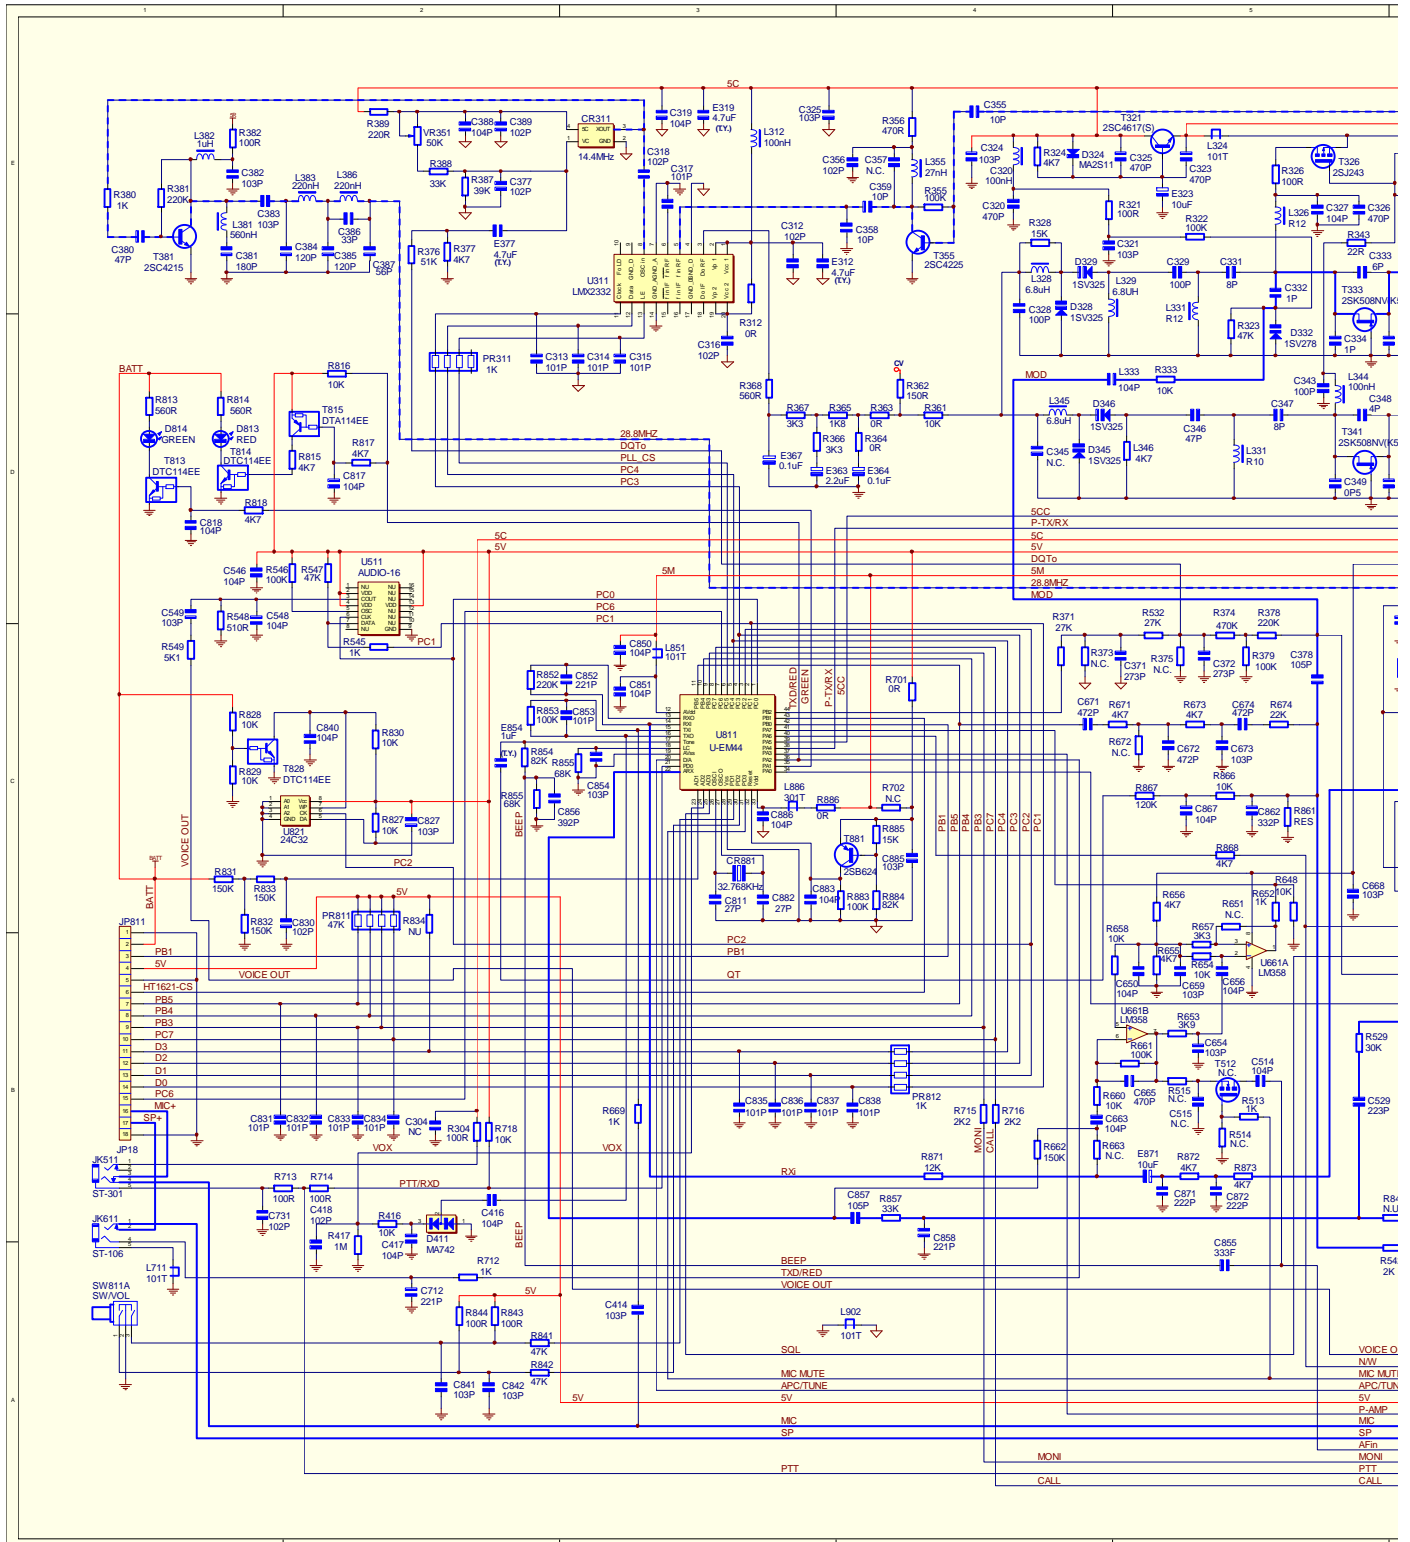 1
2
3
4
5
5C
R389
220R
VR351
50K
C388
104P
C389
102P
CR311
5C
XOUT
VC
GND
14.4MHz
C318
102P
C317
101P
C319
104P
E319
4.7uF
(T.Y.)
L312
100nH
C325
103P
R356
470R
C355
10P
L382
1uH
R382
100R
C382
103P
R380
1K
R381
220K
L383
220nH
L386
220nH
L381
560nH
C383
103P
C386
33P
C380
47P
T381
2SC4215
C381
180P
C384
120P
C385
120P
C387
56P
R388
33K
R387
39K
C377
102P
R376
51K
R377
4K7
E377
4.7uF
(T.Y.)
U311
LMX2332
R312
0R
C316
102P
C312
102P
E312
4.7uF
(T.Y.)
C356
102P
C357
N.C.
C359
10P
C358
10P
L355
27nH
R355
100K
T355
2SC4225
C324
103P
C320
100nH
C320
470P
R324
4K7
D324
MA2S11
T321
2SC4617(S)
C325
470P
C323
470P
L324
101T
E323
10uF
T326
2SJ243
R326
100R
L326
R12
C327
104P
C326
470P
R321
100R
R322
100K
C321
103P
R328
15K
L328
6.8uH
D329
1SV325
D328
1SV325
C328
100P
L329
6.8UH
C329
100P
L331
R12
C331
8P
R323
47K
C332
1P
D332
1SV278
R343
22R
C333
6P
T333
2SK508NV(K5
C334
1P
PR311
1K
C313
101P
C314
101P
C315
101P
BATT
R813
560R
R814
560R
D814
GREEN
D813
RED
T813
DTC114EE
T814
DTC114EE
R816
10K
T815
DTA114EE
R815
4K7
R817
4K7
C817
104P
R818
4K7
C818
104P
28.8MHZ
DQTo
PLL_CS
PC4
PC3
R368
560R
R367
3K3
R365
1K8
R363
0R
R366
3K3
R364
0R
R362
150R
CV
R361
10K
E367
0.1uF
E363
2.2uF
E364
0.1uF
MOD
L333
104P
R333
10K
L345
6.8uH
D346
1SV325
C345
N.C.
D345
1SV325
L346
4K7
C346
47P
L331
R10
C347
8P
C343
100P
L344
100nH
C348
4P
T341
2SK508NV(K5
C349
0P5
5CC
P-TX/RX
5C
5V
DQTo
5M
28.8MHZ
MOD
5C
5V
5M
U511
AUDIO-16
C546
104P
R546
100K
R547
47K
C549
103P
R548
510R
C548
104P
R549
5K1
R545
1K
PC1
PC0
PC6
PC1
C850
104P
L851
101T
C851
104P
R852
220K
C852
221P
R853
100K
C853
101P
E854
1uF
(T.Y.)
R854
82K
R855
68K
C854
103P
R855
68K
C856
392P
BEEP
U811
U-EM44
TXD/RED
GREEN
P-TX/RX
5CC
R701
0R
L886
301T
R886
0R
R702
N.C
C886
104P
T881
2SB624
R885
15K
C885
103P
R883
100K
R884
82K
CR881
32.768KHz
C811
27P
C882
27P
C883
104P
PB1
PB5
PB4
PB3
PC7
PC4
PC3
PC2
PC1
R371
27K
R532
27K
R374
470K
R378
220K
R373
N.C.
C371
273P
R375
N.C.
C372
273P
R379
100K
C378
105P
C671
472P
R671
4K7
R673
4K7
C674
472P
R674
22K
R672
N.C.
C672
472P
C673
103P
R866
10K
R867
120K
C867
104P
C862
332P
R861
RES
R868
4K7
R828
10K
R829
10K
T828
DTC114EE
C840
104P
R830
10K
R827
10K
C827
103P
U821
24C32
VOICE OUT
PC2
BATT
BATT
R831
150K
R833
150K
R832
150K
C830
102P
5V
PR811
47K
R834
NU
JP811
PB1
5V
VOICE OUT
HT1621-CS
PB5
PB4
PB3
PC7
D3
D2
D1
D0
PC6
MIC+
SP+
JP18
PC2
PB1
QT
C831
101P
C832
101P
C833
101P
C834
101P
C304
NC
R304
100R
R718
10K
R669
1K
C835
101P
C836
101P
C837
101P
C838
101P
PR812
1K
R715
2K2
R716
2K2
MONI
CALL
R656
4K7
R658
10K
R655
4K7
R657
3K3
R651
N.C.
R652
1K
R648
10K
C668
103P
R654
10K
C650
104P
C659
103P
C656
104P
U661A
LM358
U661B
LM358
R653
3K9
C654
103P
R661
100K
C665
470P
R660
10K
C663
104P
R663
N.C.
R662
150K
R515
N.C.
C515
N.C.
T512
N.C.
C514
104P
R513
1K
R514
N.C.
R529
30K
C529
223P
JK511
ST-301
JK611
ST-106
VOX
VOX
PTT/RXD
R713
100R
R714
100R
C731
102P
C418
102P
R417
1M
R416
10K
C417
104P
D411
MA742
C416
104P
BEEP
RXi
R871
12K
E871
10uF
R872
4K7
R873
4K7
C871
222P
C872
222P
C857
105P
R857
33K
C858
221P
C855
333F
L711
101T
SW811A
SW/VOL
R712
1K
C712
221P
5V
R844
100R
R843
100R
R841
47K
R842
47K
C841
103P
C842
103P
C414
103P
L902
101T
BEEP
TXD/RED
VOICE OUT
SQL
MIC MUTE
APC/TUNE
5V
5V
MIC
SP
PTT
MONI
CALL
VOICE O
N/W
MIC MUT
APC/TUN
5V
P-AMP
MIC
SP
AFin
MONI
PTT
CALL
R84
N.U
R54
2K
E
D
C
B
A